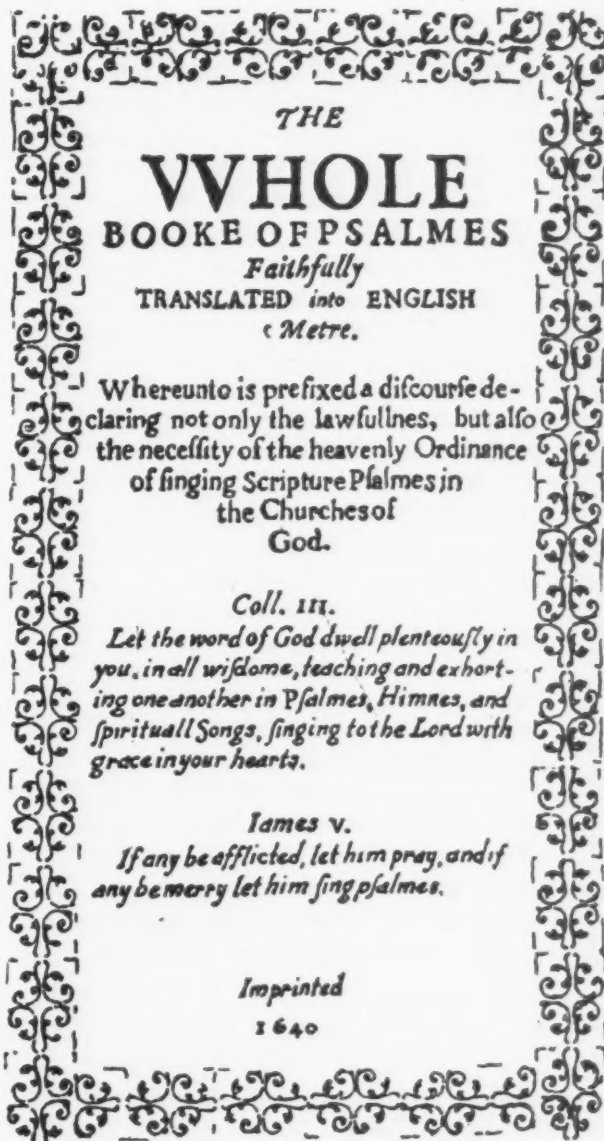 THE
VVHOLE
BOOKE OF PSALMES
Faithfully
TRANSLATED into ENGLISH
Metre.
Whereunto is prefixed a diſcourſe de-
claring not only the lawfullnes, but alſo
the neceſſity of the heavenly Ordinance
of ſinging Scripture Pſalmes in
the Churches of
God.
Coll. III.
Let the word of God dwell plenteouſly in
you, in all wiſdome, teaching and exhort-
ing one another in Pſalmes, Himnes, and
ſpirituall Songs, ſinging to the Lord with
grace in your hearts.
Iames V.
If any be afflicted, let him pray, and if
any be merry let him ſing pſalmes.
Imprinted
1640